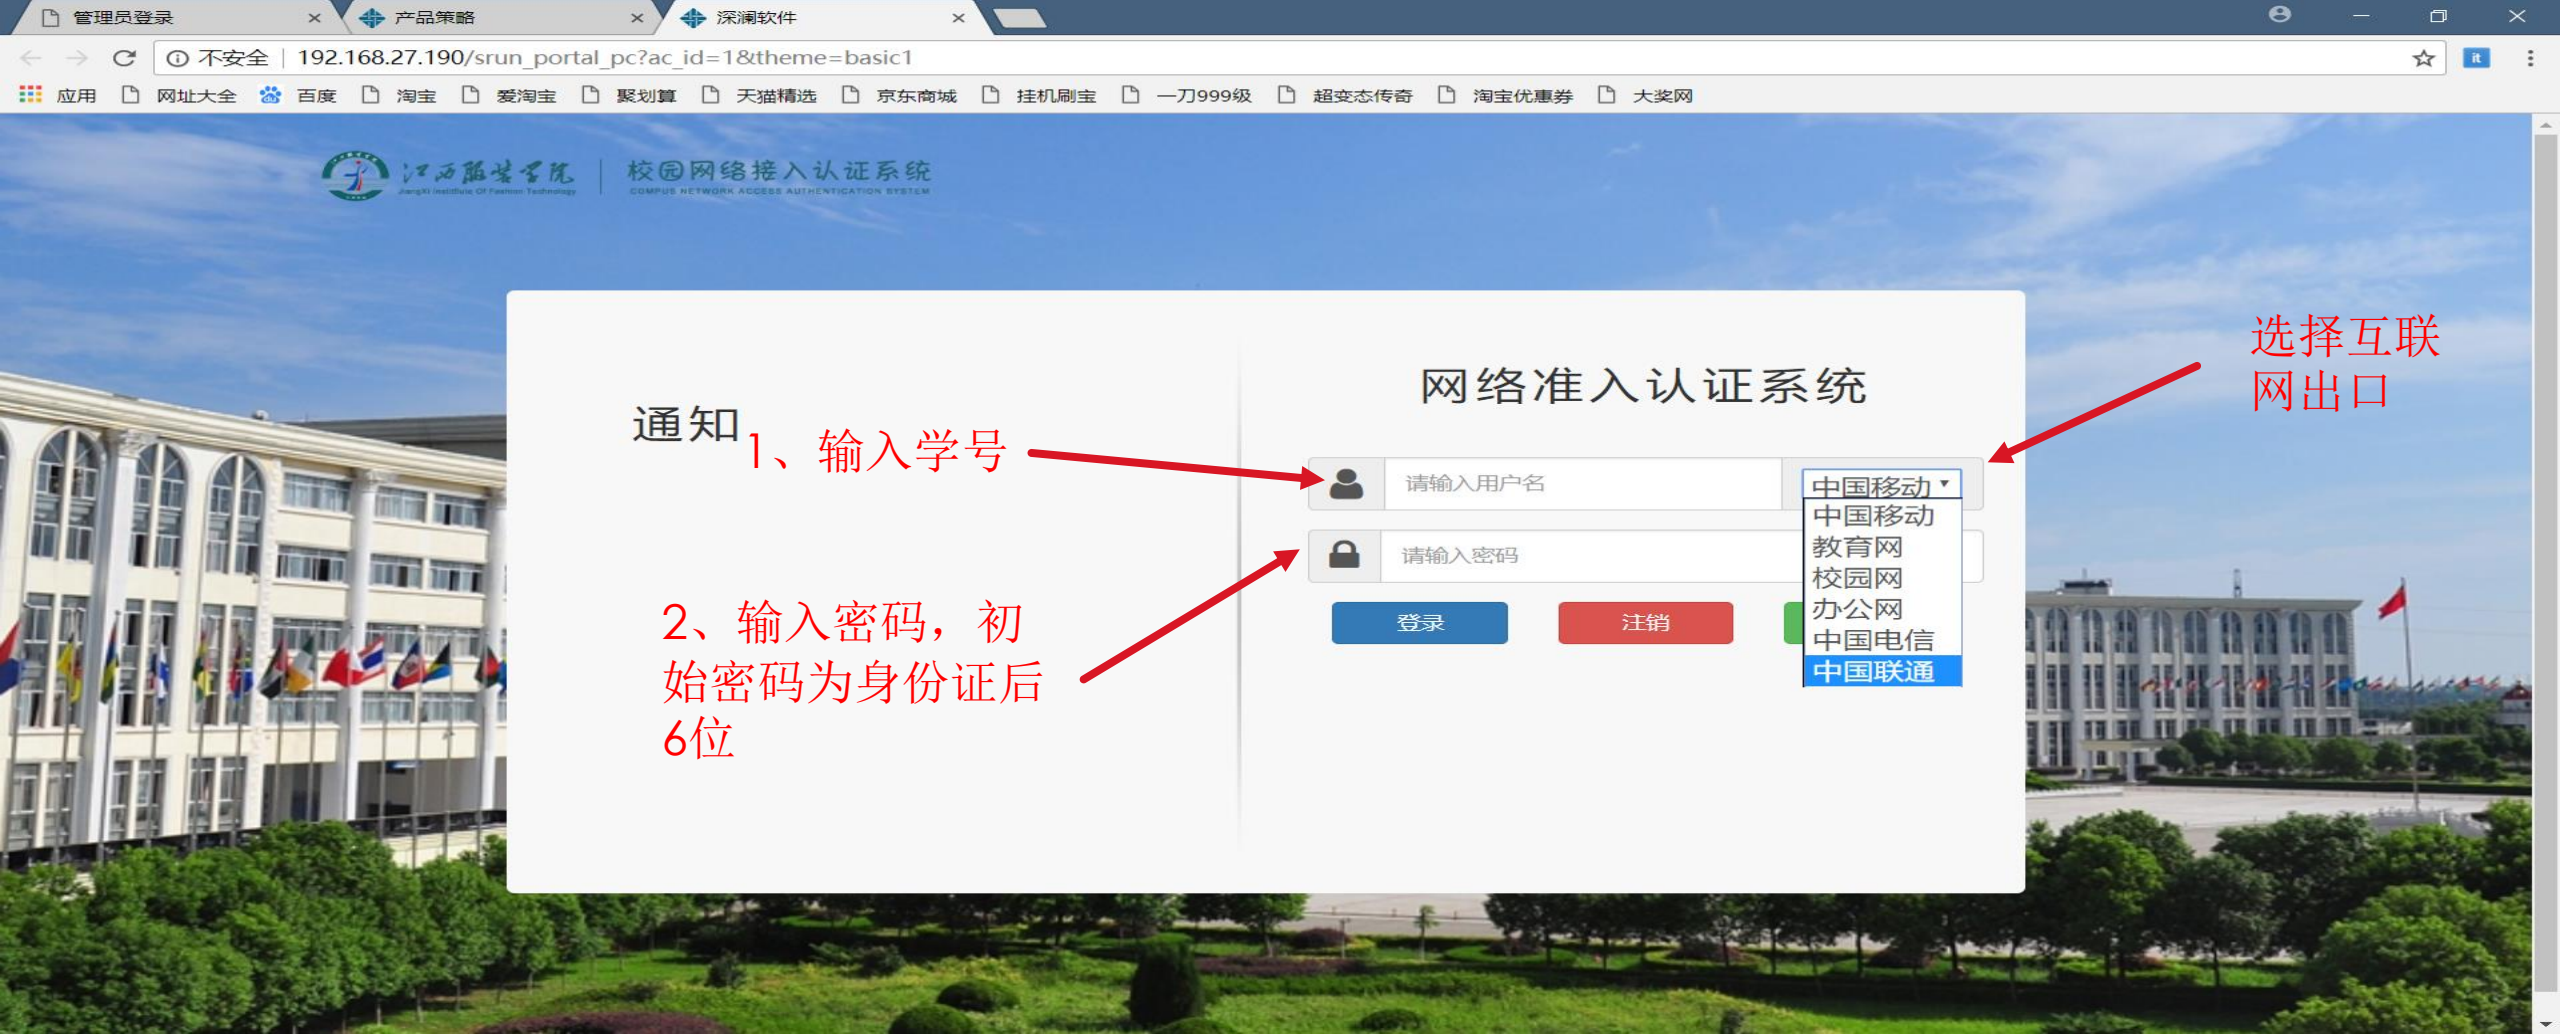 管理员登录
产品策略
深澜软件
不安全 | 192.168.27.190/srun_portal_pc?ac_id=1&theme=basic1
it
应用 网址大全 百度 淘宝 爱淘宝 聚划算 天猫精选 京东商城 挂机刷宝 一刀999级 超变态传奇 淘宝优惠券 大奖网
江西服装学院
JiangXi Institute Of Fashion Technology
校园网络接入认证系统
COMPUS NETWORK ACCESS AUTHENTICATION SYSTEM
选择互联
网出口
网络准入认证系统
通知
1、输入学号
请输入用户名
中国移动
中国移动
教育网
校园网
办公网
中国电信
中国联通
请输入密码
登录
注销
2、输入密码，初
始密码为身份证后
6位